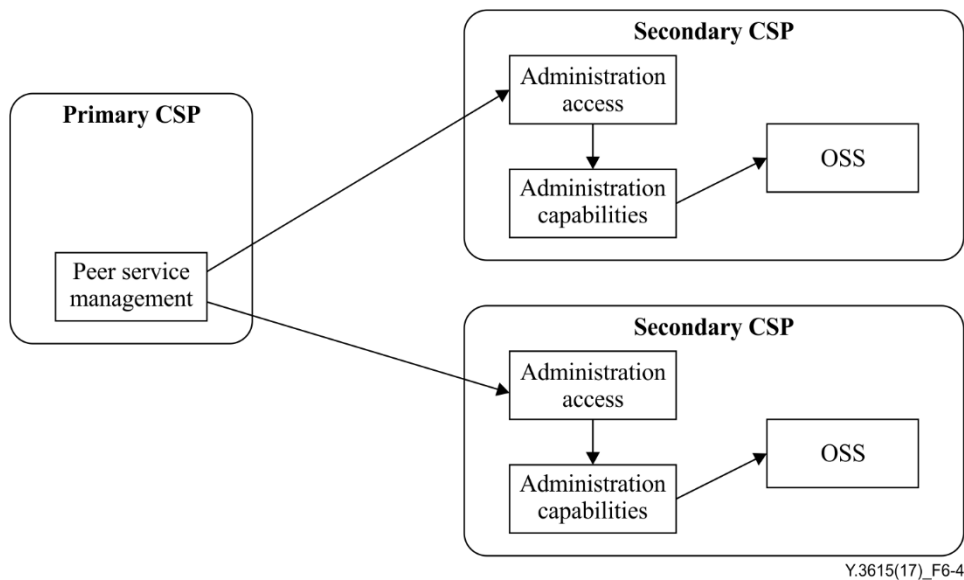 Primary CSP
Peer service
management
Secondary CSP
Administration
access
Administration
capabilities
OSS
Secondary CSP
Administration
access
Administration
capabilities
OSS
Y.3615(17)_F6-4